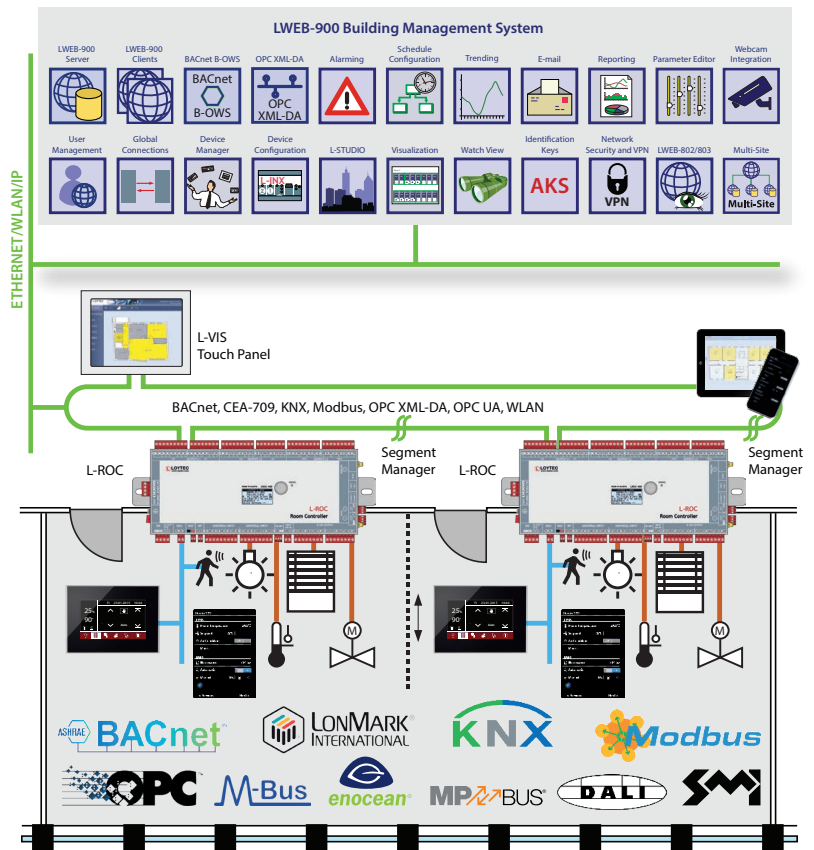 LWEB-900 Building Management System
LWEB-900
Server
LWEB-900
Clients
BACnet B-OWS
OPC XML-DA
Alarming
Schedule
Configuration
Trending
E-mail
Reporting
Parameter Editor
Webcam
Integration
BACnet
B-OWS
OPC
XML-DA
User
Management
Global
Connections
Device
Manager
Device
Configuration
L-STUDIO
Visualization
Watch View
Identification
Keys
Network
Security and VPN
LWEB-802/803
Multi-Site
L-INX
AKS
VPN
Multi-Site
ETHERNET/WLAN/IP
L-VIS
Touch Panel
BACnet, CEA-709, KNX, Modbus, OPC XML-DA, OPC UA, WLAN
Segment
Manager
Segment
Manager
L-ROC
LOYTEC
L-ROC
Room Controller
L-ROC
LOYTEC
L-ROC
Room Controller
25
90
M
25
90
M
ASHRAE BACnet
LONMARK
INTERNATIONAL
KNX
Modbus
OPC
M-Bus
enocean
MP BUS
DALI
SMI